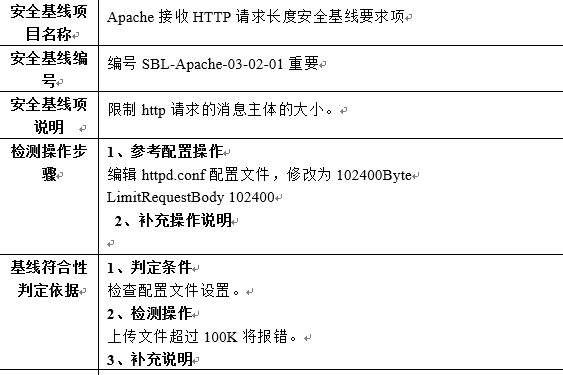 安全基线项
目名称
Apache 接收 HTTP 请求长度安全基线要求项
安全基线编
号
编号 SBL-Apache-03-02-01 重要
安全基线项
说明
限制 http 请求的消息主体的大小。
检测操作步
骤
1、参考配置操作
编辑 httpd.conf 配置文件，修改为 102400Byte
LimitRequestBody 102400
2、补充操作说明
基线符合性
判定依据
1、判定条件
检查配置文件设置。
2、检测操作
上传文件超过 100K 将报错。
3、补充说明